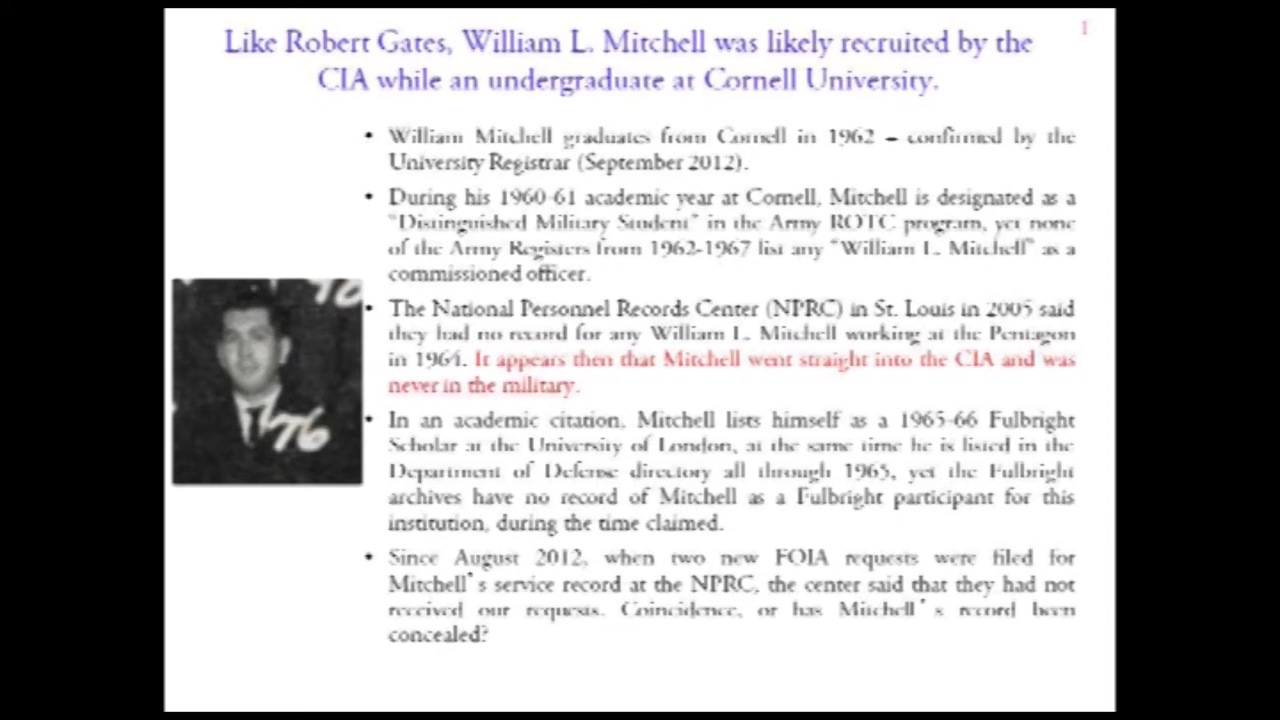 1
Like Robert Gates, William L. Mitchell was likely recruited by the
CIA while an undergraduate at Cornell University.
• William Mitchell graduates from Cornell in 1962 – confirmed by the
University Registrar (September 2012).
• During his 1960-61 academic year at Cornell, Mitchell is designated as a
"Distinguished Military Student" in the Army ROTC program, yet none
of the Army Registers from 1962-1967 list any "William L. Mitchell" as a
commissioned officer.
• The National Personnel Records Center (NPRC) in St. Louis in 2005 said
they had no record for any William L. Mitchell working at the Pentagon
in 1964. It appears then that Mitchell went straight into the CIA and was
never in the military.
• In an academic citation, Mitchell lists himself as a 1965-66 Fulbright
Scholar at the University of London, at the same time he is listed in the
Department of Defense directory all through 1965, yet the Fulbright
archives have no record of Mitchell as a Fulbright participant for this
institution, during the time claimed.
• Since August 2012, when two new FOIA requests were filed for
Mitchell's service record at the NPRC, the center said that they had not
received our requests. Coincidence, or has Mitchell's record been
concealed?
76